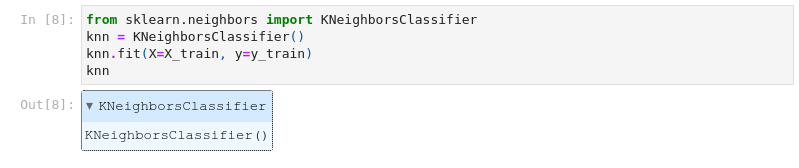 In [8]: from sklearn.neighbors import KNeighborsClassifier
knn = KNeighborsClassifier()
knn.fit(X=X_train, y=y_train)
knn
Out[8]: ▼ KNeighborsClassifier
KNeighborsClassifier()